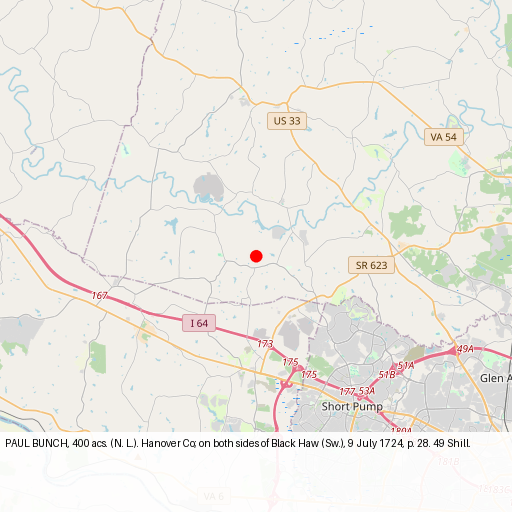 US 33
VA 54
SR 623
167
I 64
173
49A
175
51A
175
51B
Glen A
177;53A
Short Pump
180A
PAUL BUNCH, 400 acs. (N. L.). Hanover Co; on both sides of Black Haw (Sw.), 9 July 1724, p. 28. 49 Shill.
181B
VA 6